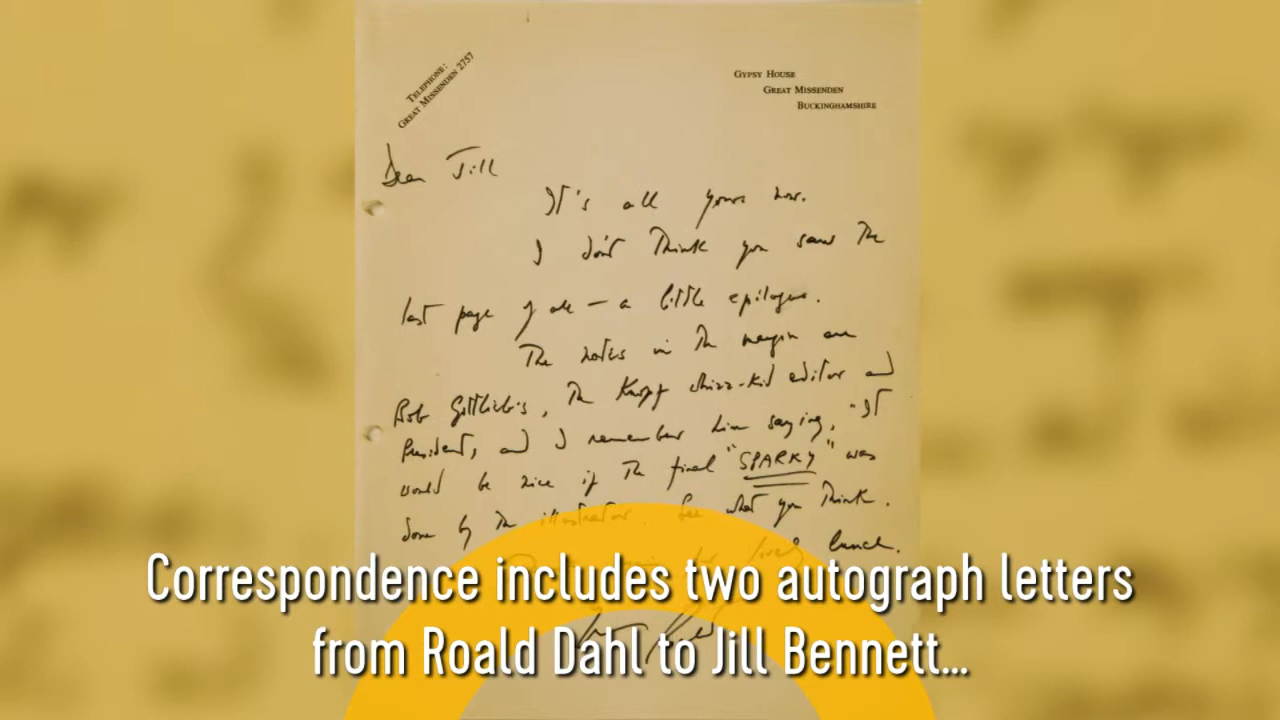 TELEPHONE:
GREAT MISSENDEN 2757
GYPSY HOUSE
GREAT MISSENDEN
BUCKINGHAMSHIRE
Dear Jill
It's all yours now.
I don't think you saw the
last page of all — a little epilogue.
The notes in the margin are
Bob Gottlieb's, the Knopf whizz-kid editor and
President, and I remember him saying, "It
would be nice if the final "SPARKY" was
done by the illustrator. See what you think.
lunch.
Correspondence includes two autograph letters
from Roald Dahl to Jill Bennett...